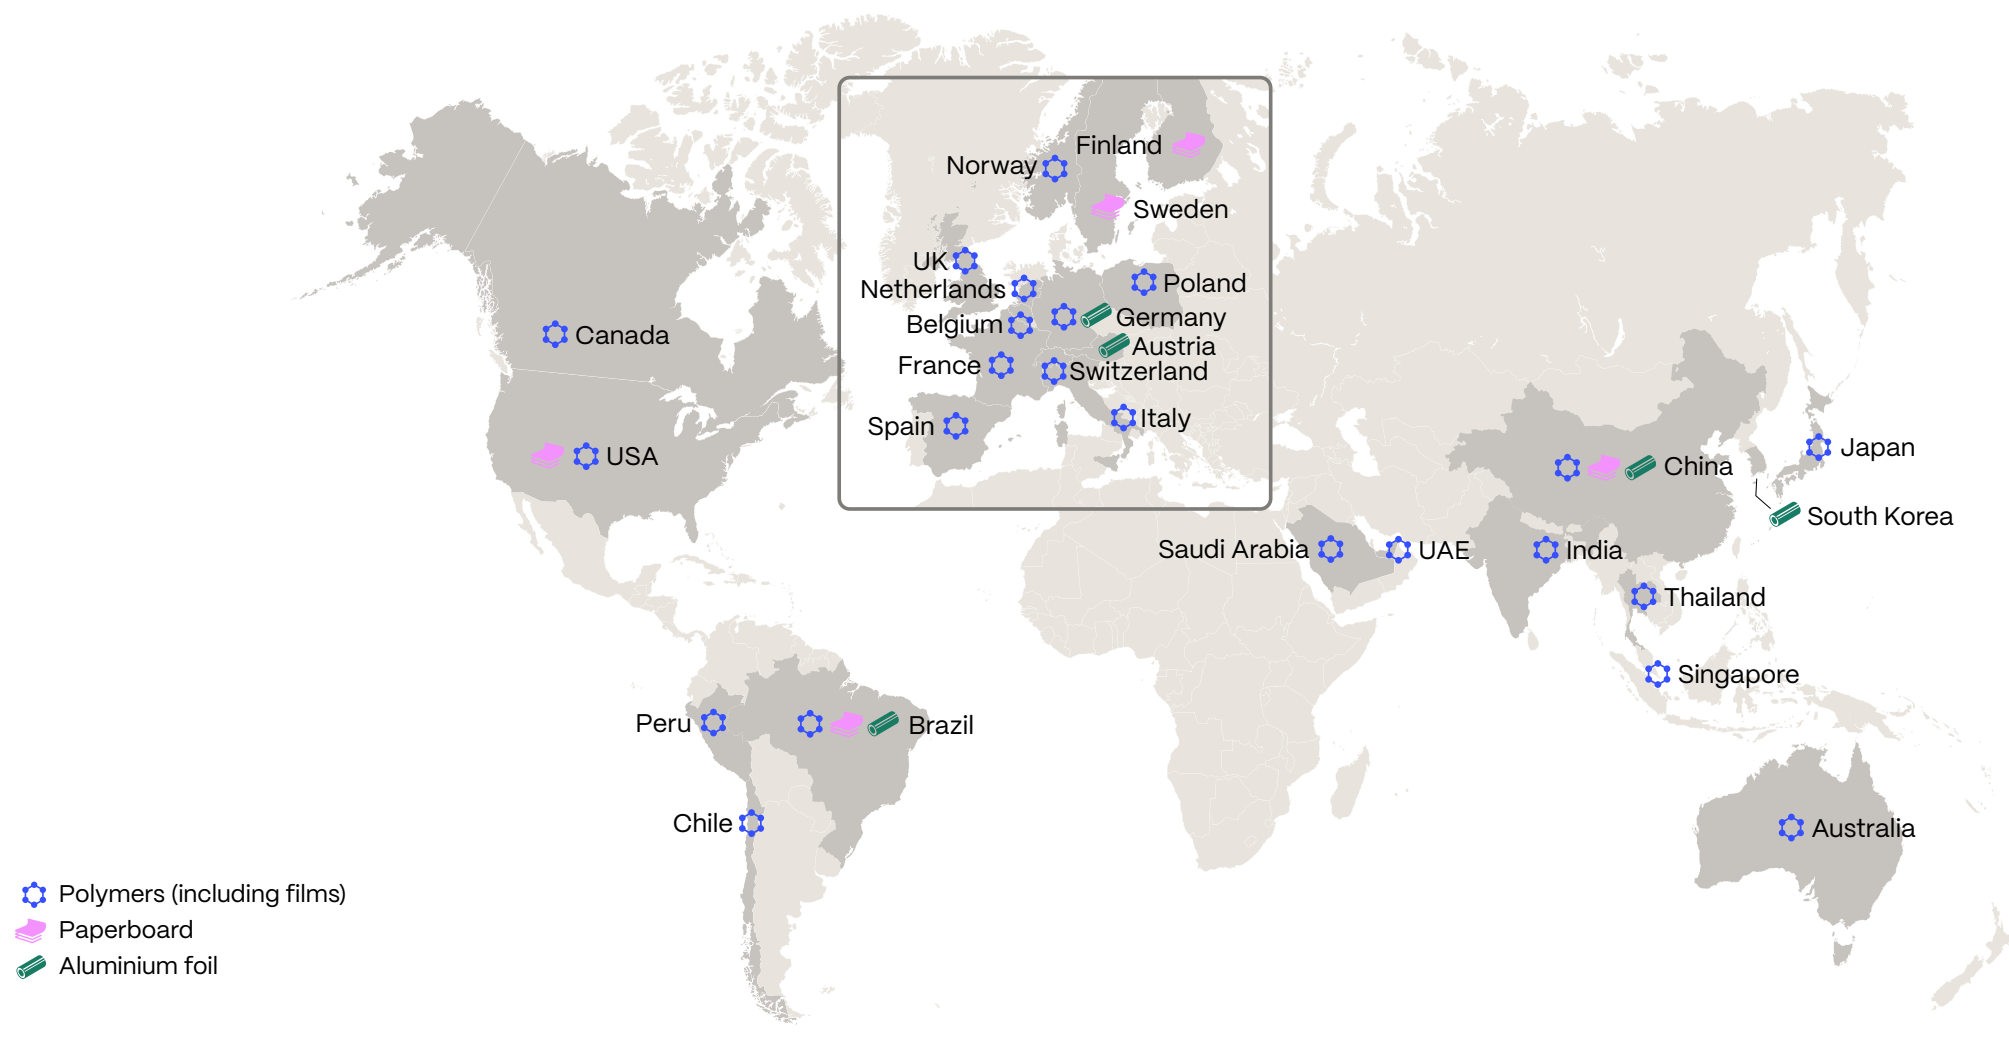 Finland
Norway
Sweden
UK
Netherlands
Poland
Belgium
Germany
Austria
France
Switzerland
Spain
Italy
Canada
USA
Japan
China
South Korea
Saudi Arabia
UAE
India
Thailand
Singapore
Peru
Brazil
Chile
Australia
Polymers (including films)
Paperboard
Aluminium foil